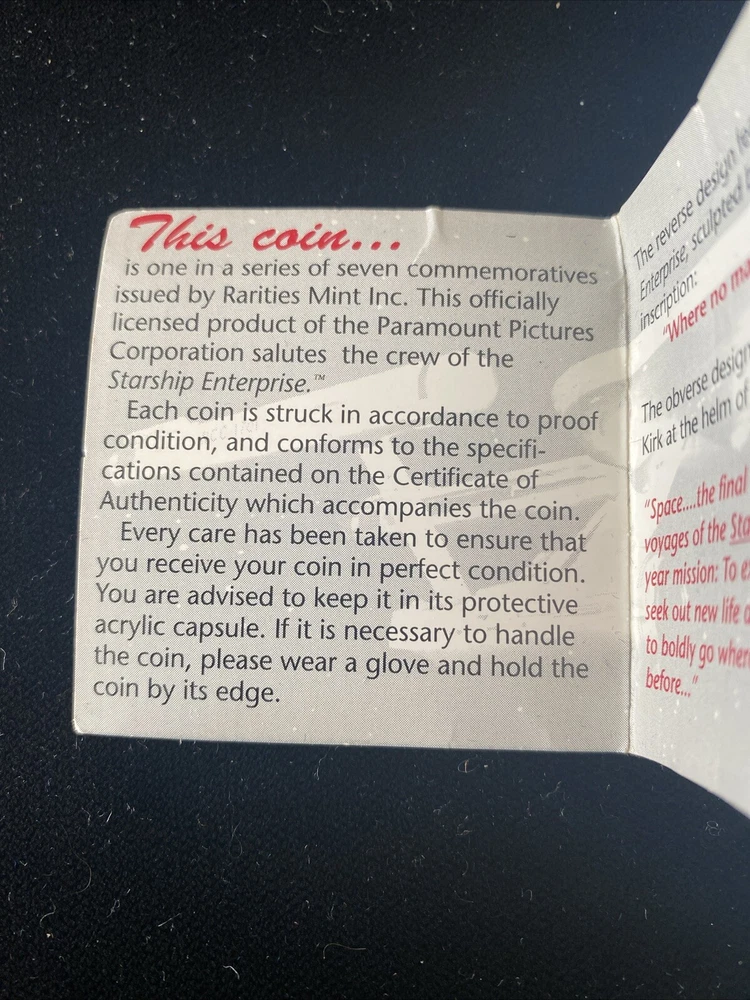 This coin...
is one in a series of seven commemoratives
issued by Rarities Mint Inc. This officially
licensed product of the Paramount Pictures
Corporation salutes the crew of the
Starship Enterprise.™
Each coin is struck in accordance to proof
condition, and conforms to the specifi-
cations contained on the Certificate of
Authenticity which accompanies the coin.
Every care has been taken to ensure that
you receive your coin in perfect condition.
You are advised to keep it in its protective
acrylic capsule. If it is necessary to handle
the coin, please wear a glove and hold the
coin by its edge.
The reverse design
Enterprise, sculpted
inscription:
"Where no
The obverse design
Kirk at the helm of
"Space....the final
voyages of the
year mission: To
seek out new life
to boldly go
before..."